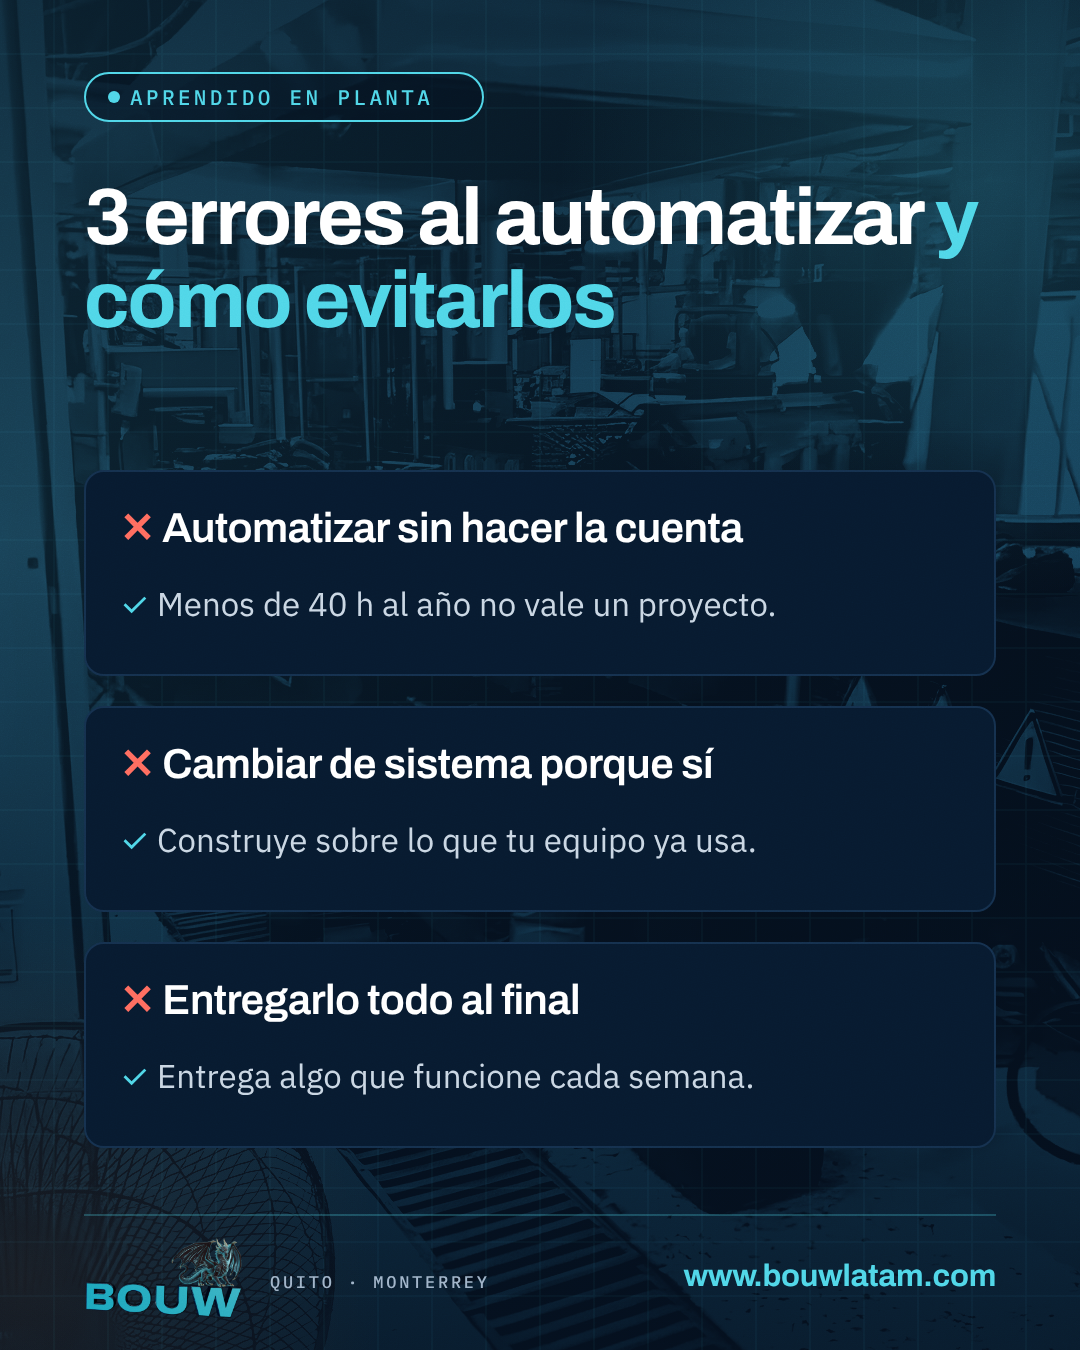 APRENDIDO EN PLANTA
3 errores al automatizar y
cómo evitarlos
✕ Automatizar sin hacer la cuenta
✓ Menos de 40 h al año no vale un proyecto.
✕ Cambiar de sistema porque sí
✓ Construye sobre lo que tu equipo ya usa.
✕ Entregarlo todo al final
✓ Entrega algo que funcione cada semana.
BOUW
QUITO · MONTERREY
www.bouwlatam.com